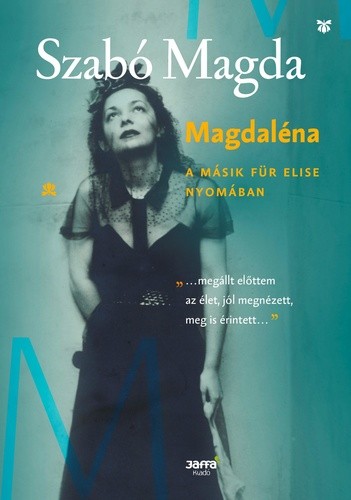 Szabó Magda
Magdaléna
A MÁSIK FÜR ELISE
NYOMÁBAN
„…megállt előttem
az élet, jól megnézett,
meg is érintett…”
Jaffa
Kiadó